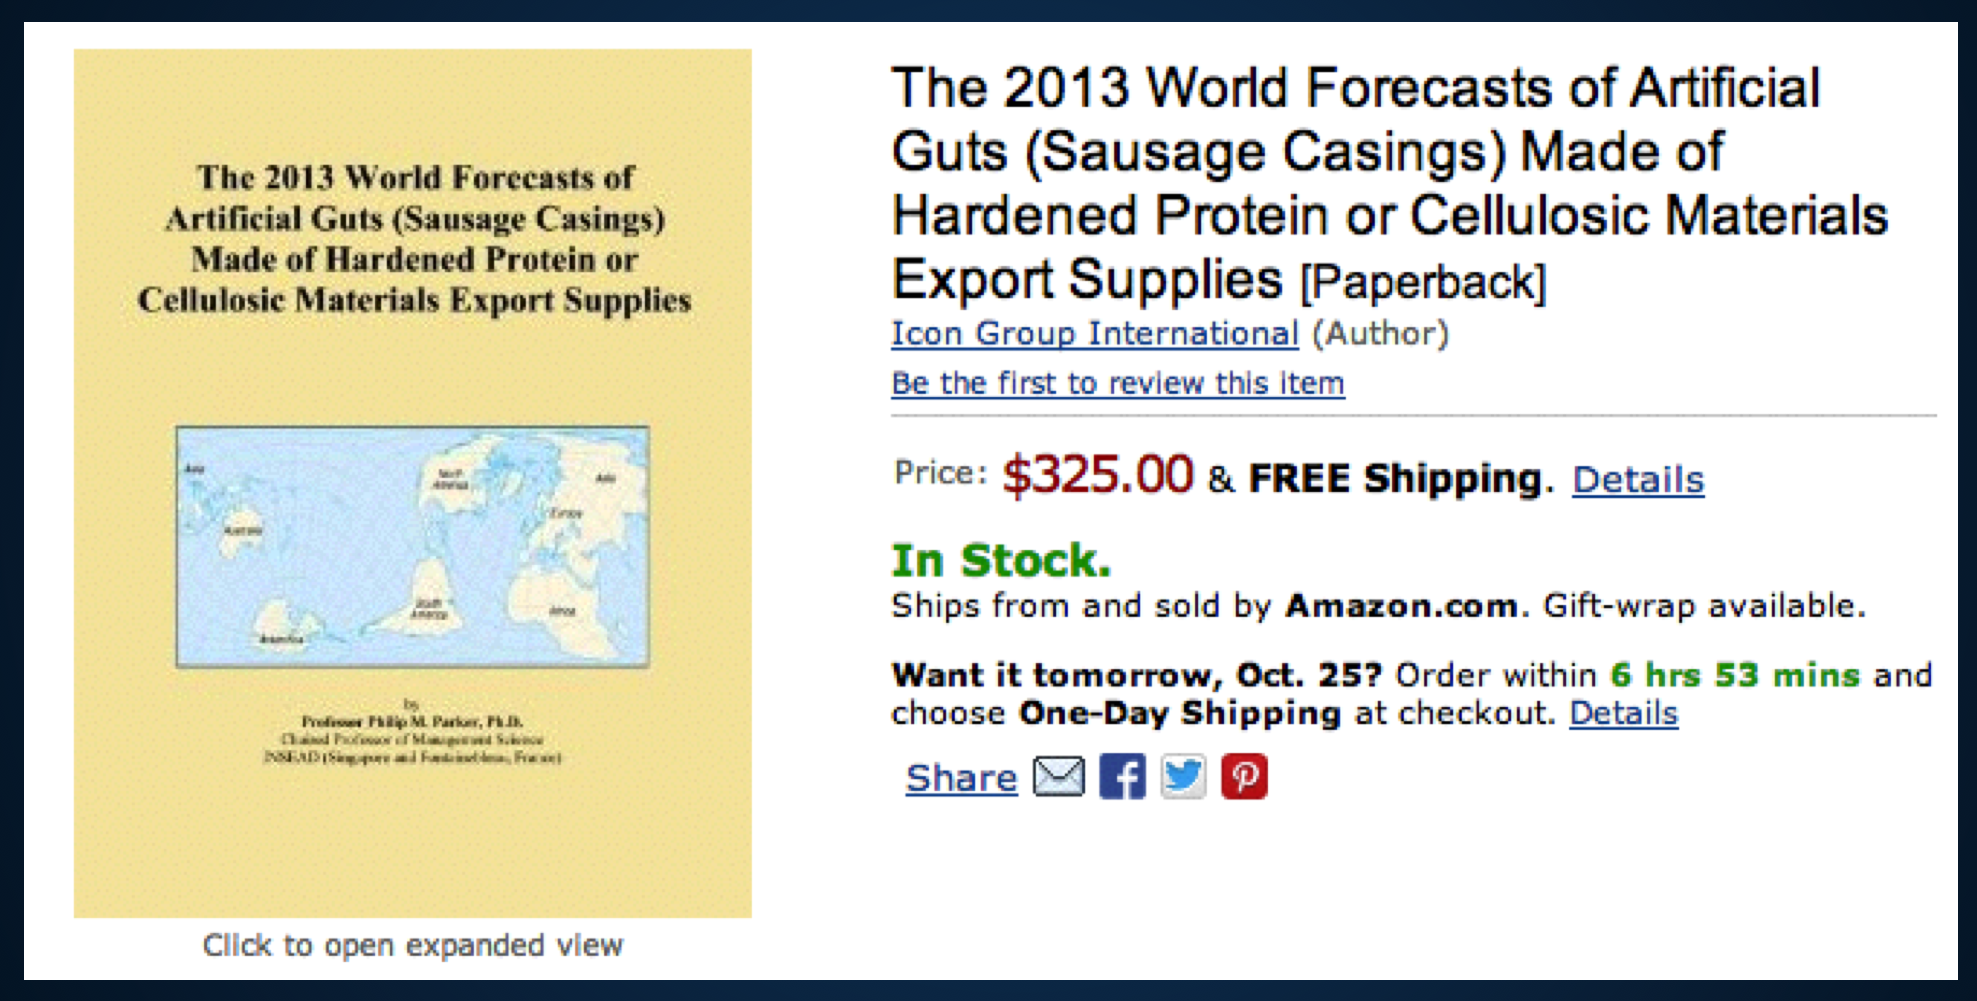 The 2013 World Forecasts of
Artificial Guts (Sausage Casings)
Made of Hardened Protein or
Cellulosic Materials Export Supplies
Asia
North
America
Asia
Europe
Australia
South
America
Africa
Antarctica
by
Professor Philip M. Parker, Ph.D.
Chaired Professor of Management Science
INSEAD (Singapore and Fontainebleau, France)
Click to open expanded view
The 2013 World Forecasts of Artificial
Guts (Sausage Casings) Made of
Hardened Protein or Cellulosic Materials
Export Supplies [Paperback]
Icon Group International (Author)
Be the first to review this item
Price: $325.00 & FREE Shipping. Details
In Stock.
Ships from and sold by Amazon.com. Gift-wrap available.
Want it tomorrow, Oct. 25? Order within 6 hrs 53 mins and
choose One-Day Shipping at checkout. Details
Share